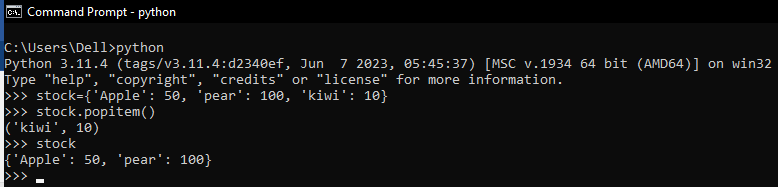 Command Prompt - python
C:\Users\Dell>python
Python 3.11.4 (tags/v3.11.4:d2340ef, Jun  7 2023, 05:45:37) [MSC v.1934 64 bit (AMD64)] on win32
Type "help", "copyright", "credits" or "license" for more information.
>>> stock={'Apple': 50, 'pear': 100, 'kiwi': 10}
>>> stock.popitem()
('kiwi', 10)
>>> stock
{'Apple': 50, 'pear': 100}
>>>